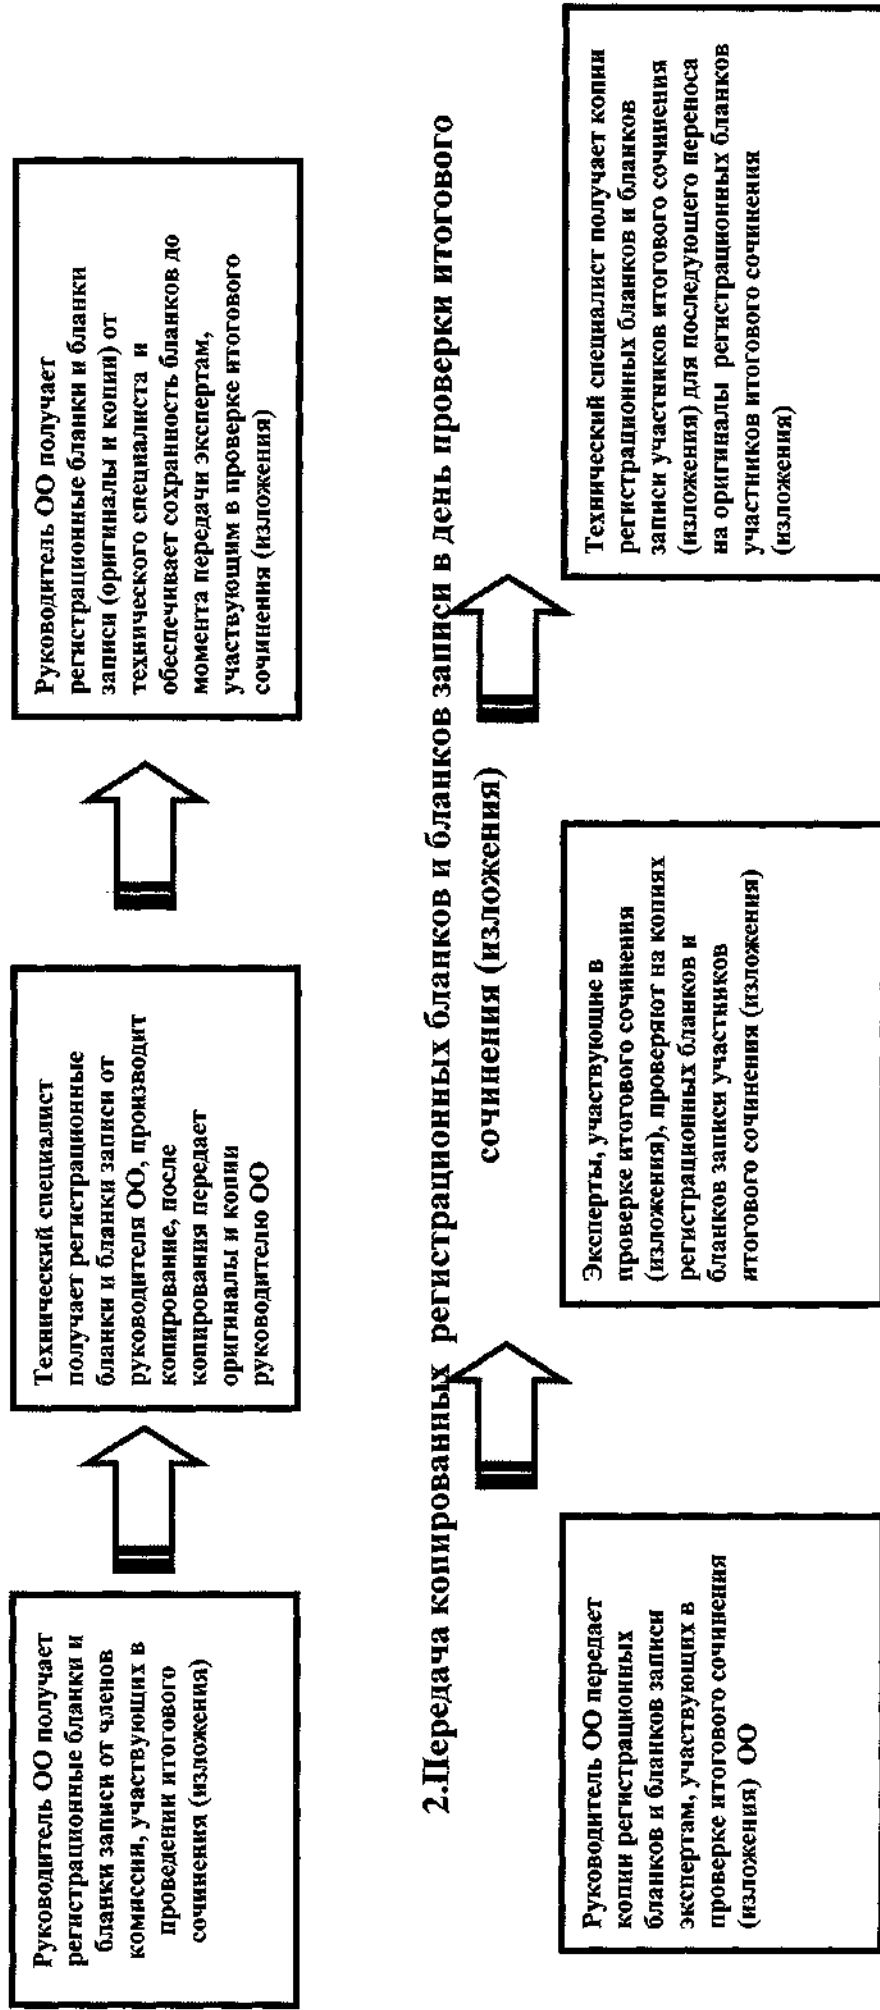 Руководитель ОО получает
регистрационные бланки и
бланки записи от членов
комиссии, участвующих в
проведении итогового
сочинения (изложения)
Технический специалист
получает регистрационные
бланки и бланки записи от
руководителя ОО, производит
копирование, после
копирования передает
оригиналы и копии
руководителю ОО
Руководитель ОО получает
регистрационные бланки и бланки
записи (оригиналы и копии) от
технического специалиста и
обеспечивает сохранность бланков до
момента передачи экспертам,
участвующим в проверке итогового
сочинения (изложения)
2.Передача копированных регистрационных бланков и бланков записи в день проверки итогового
сочинения (изложения)
Руководитель ОО передает
копии регистрационных
бланков и бланков записи
экспертам, участвующих в
проверке итогового сочинения
(изложения) ОО
Эксперты, участвующие в
проверке итогового сочинения
(изложения), проверяют на копиях
регистрационных бланков и
бланков записи участников
итогового сочинения (изложения)
Технический специалист получает копии
регистрационных бланков и бланков
записи участников итогового сочинения
(изложения) для последующего переноса
на оригиналы регистрационных бланков
участников итогового сочинения
(изложения)